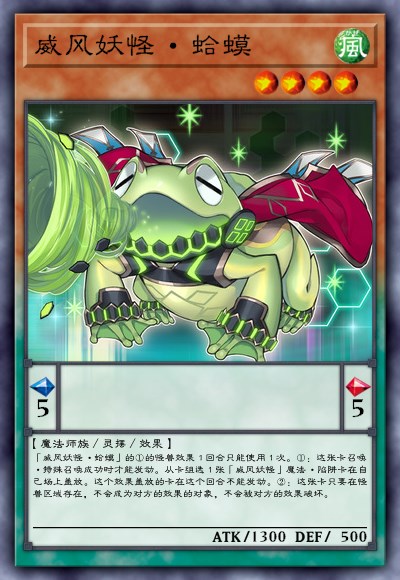 威风妖怪·蛤蟆
風
5
5
【魔法师族／灵摆／效果】
「威风妖怪·蛤蟆」的①的怪兽效果1回合只能使用1次。①：这张卡召唤
·特殊召唤成功时才能发动。从卡组选1张「威风妖怪」魔法·陷阱卡在自
己场上盖放。这个效果盖放的卡在这个回合不能发动。②：这张卡只要在怪
兽区域存在，不会成为对方的效果的对象，不会被对方的效果破坏。
ATK/1300 DEF/ 500